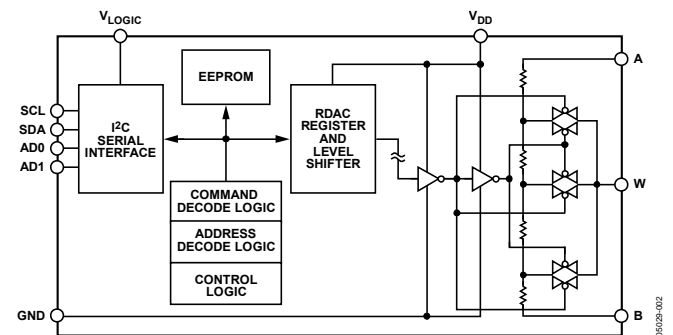 VLOGIC
VDD
A
EEPROM
SCL
SDA
AD0
AD1
I2C
SERIAL
INTERFACE
RDAC
REGISTER
AND
LEVEL
SHIFTER
COMMAND
DECODE LOGIC
ADDRESS
DECODE LOGIC
CONTROL
LOGIC
W
GND
B
05029-002